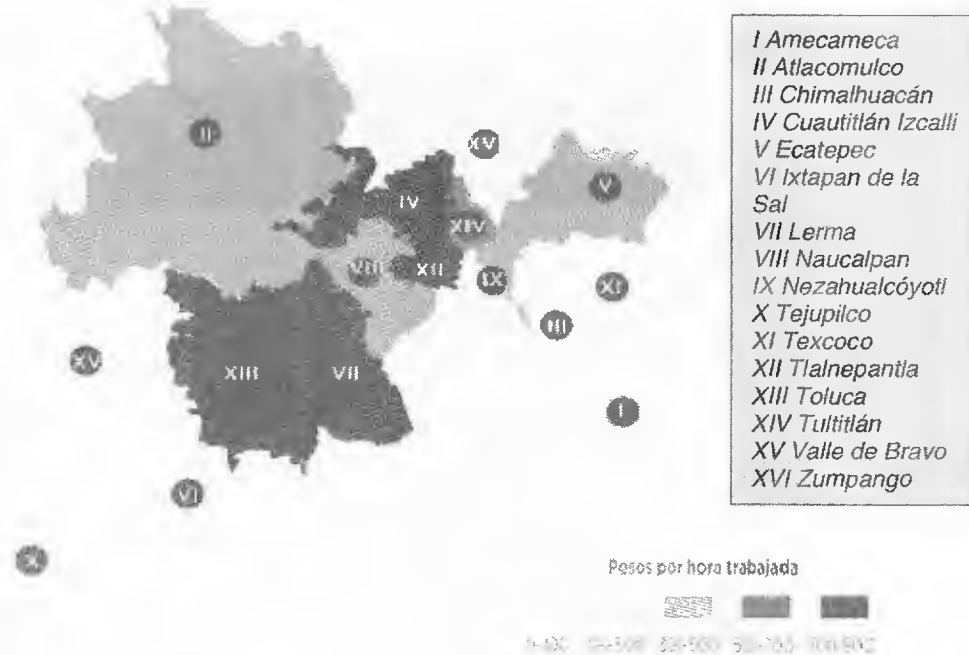 I Amecameca
II Atlacomulco
III Chimalhuacán
IV Cuautitlán Izcalli
V Ecatepec
VI Ixtapan de la
Sal
VII Lerma
VIII Naucalpan
IX Nezahualcóyotl
X Tejupilco
XI Texcoco
XII Tlalnepantla
XIII Toluca
XIV Tultitlán
XV Valle de Bravo
XVI Zumpango
II
XV
V
IV
XIV
VIII
XII
IX
XI
III
XV
XIII
VII
I
VI
X
Pesos por hora trabajada